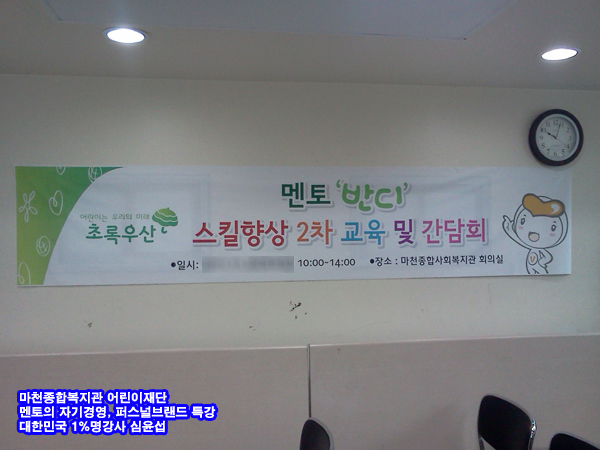 멘토 '반디'
어린이는 우리의 미래
초록우산
스킬향상 2차 교육 및 간담회
●일시: 10:00~14:00 ●장소 : 마천종합사회복지관 회의실
마천종합복지관 어린이재단
멘토의 자기경영, 퍼스널브랜드 특강
대한민국 1%명강사 심윤섭